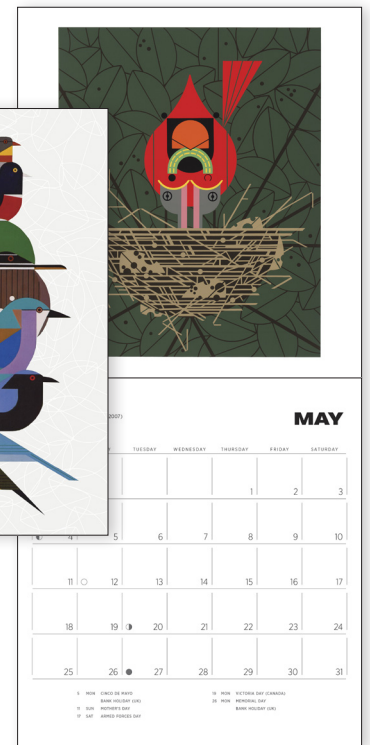 2007)
MAY
Y TUESDAY WEDNESDAY THURSDAY FRIDAY SATURDAY
1 2 3
4 5 6 7 8 9 10
11 12 13 14 15 16 17
18 19 20 21 22 23 24
25 26 27 28 29 30 31
5 MON CINCO DE MAYO
BANK HOLIDAY (UK)
11 SUN MOTHER'S DAY
17 SAT ARMED FORCES DAY
19 MON VICTORIA DAY (CANADA)
26 MON MEMORIAL DAY
BANK HOLIDAY (UK)